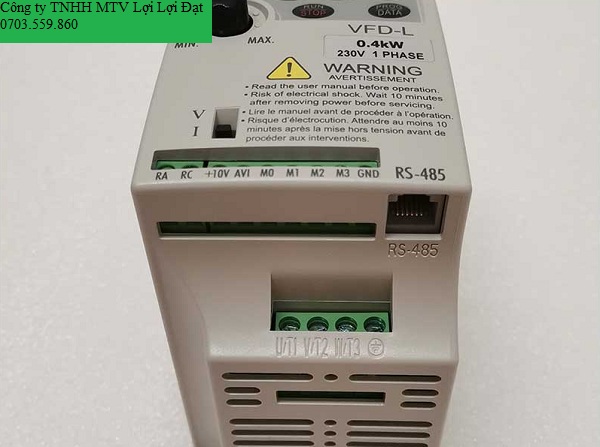 Công ty TNHH MTV Lợi Lợi Đạt
0703.559.860
RUN
STOP
PROG
DATA
MIN.
MAX.
VFD-L
0.4kW
230V 1 PHASE
WARNING
AVERTISSEMENT
• Read the user manual before operation.
• Risk of electrical shock. Wait 10 minutes
after removing power before servicing.
• Lire le manuel avant de procéder à l'opération.
• Risque d'électrocution. Attendre au moins 10
minutes après la mise hors tension avant de
procéder aux interventions.
V
I
RA RC +10V AVI M0 M1 M2 M3 GND
RS-485
RS-485
U/T1 V/T2 W/T3